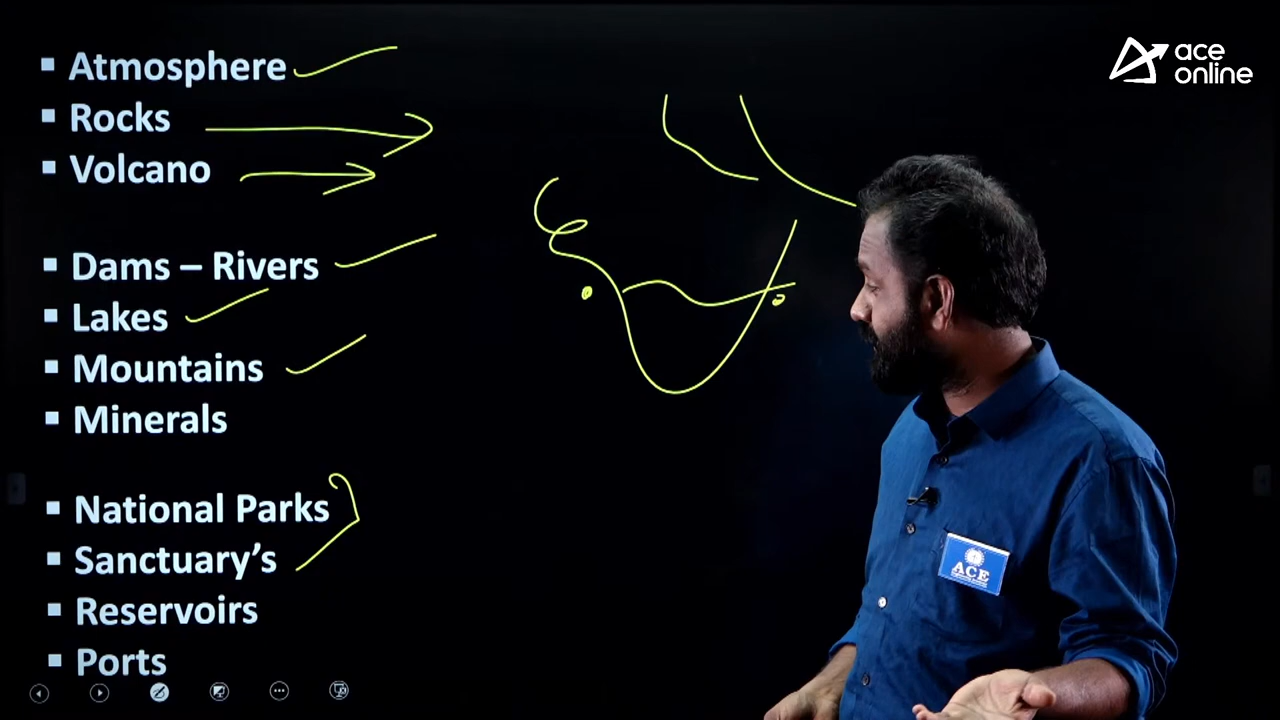 Atmosphere
Rocks
Volcano
Dams – Rivers
Lakes
Mountains
Minerals
National Parks
Sanctuary's
Reservoirs
Ports
ace
online
ACE